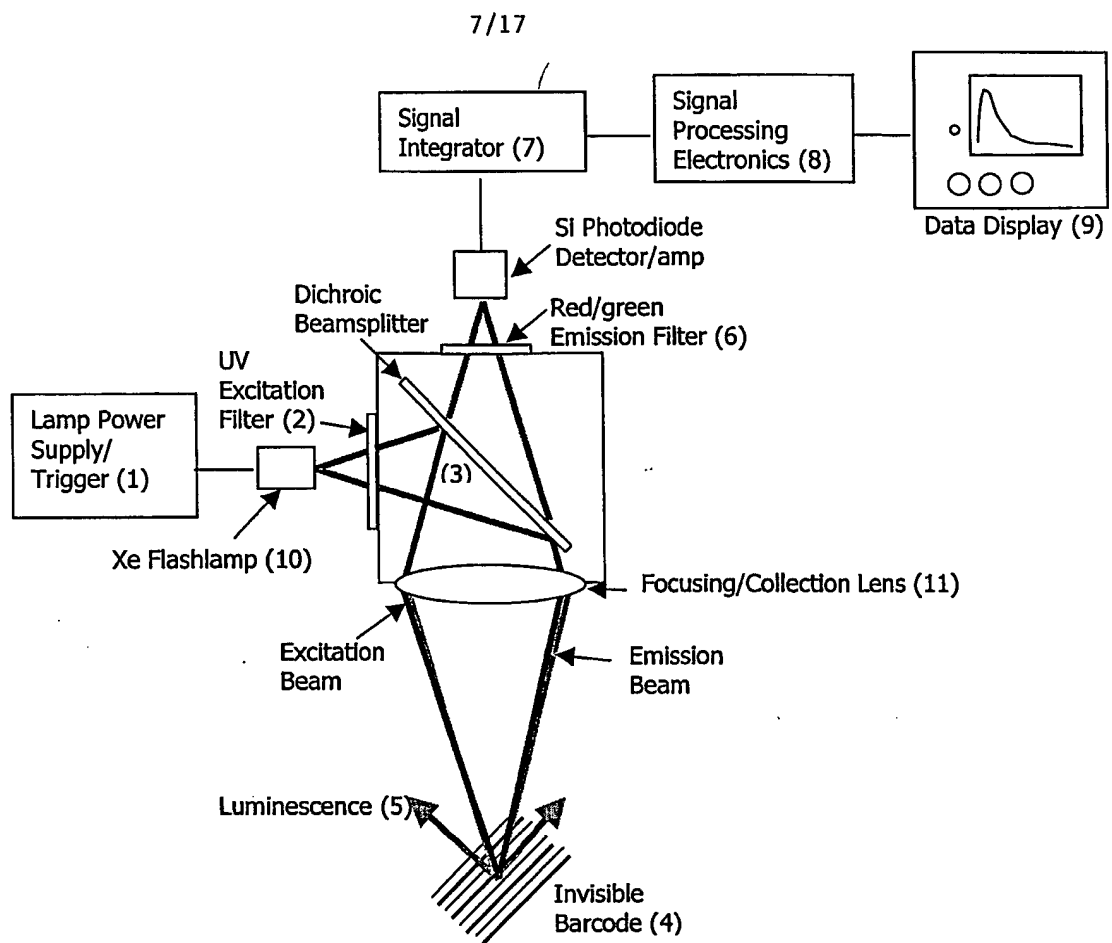 7/17
Signal
Integrator (7)
Signal
Processing
Electronics (8)
Data Display (9)
Si Photodiode
Detector/amp
Dichroic
Beamsplitter
Red/green
Emission Filter (6)
UV
Excitation
Filter (2)
Lamp Power
Supply/
Trigger (1)
(3)
Xe Flashlamp (10)
Focusing/Collection Lens (11)
Excitation
Beam
Emission
Beam
Luminescence (5)
Invisible
Barcode (4)